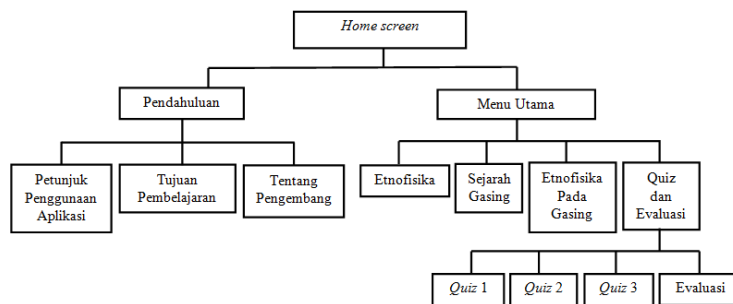 Home screen
Pendahuluan
Menu Utama
Petunjuk
Penggunaan
Aplikasi
Tujuan
Pembelajaran
Tentang
Pengembang
Etnofisika
Sejarah
Gasing
Etnofisika
Pada
Gasing
Quiz
dan
Evaluasi
Quiz 1
Quiz 2
Quiz 3
Evaluasi